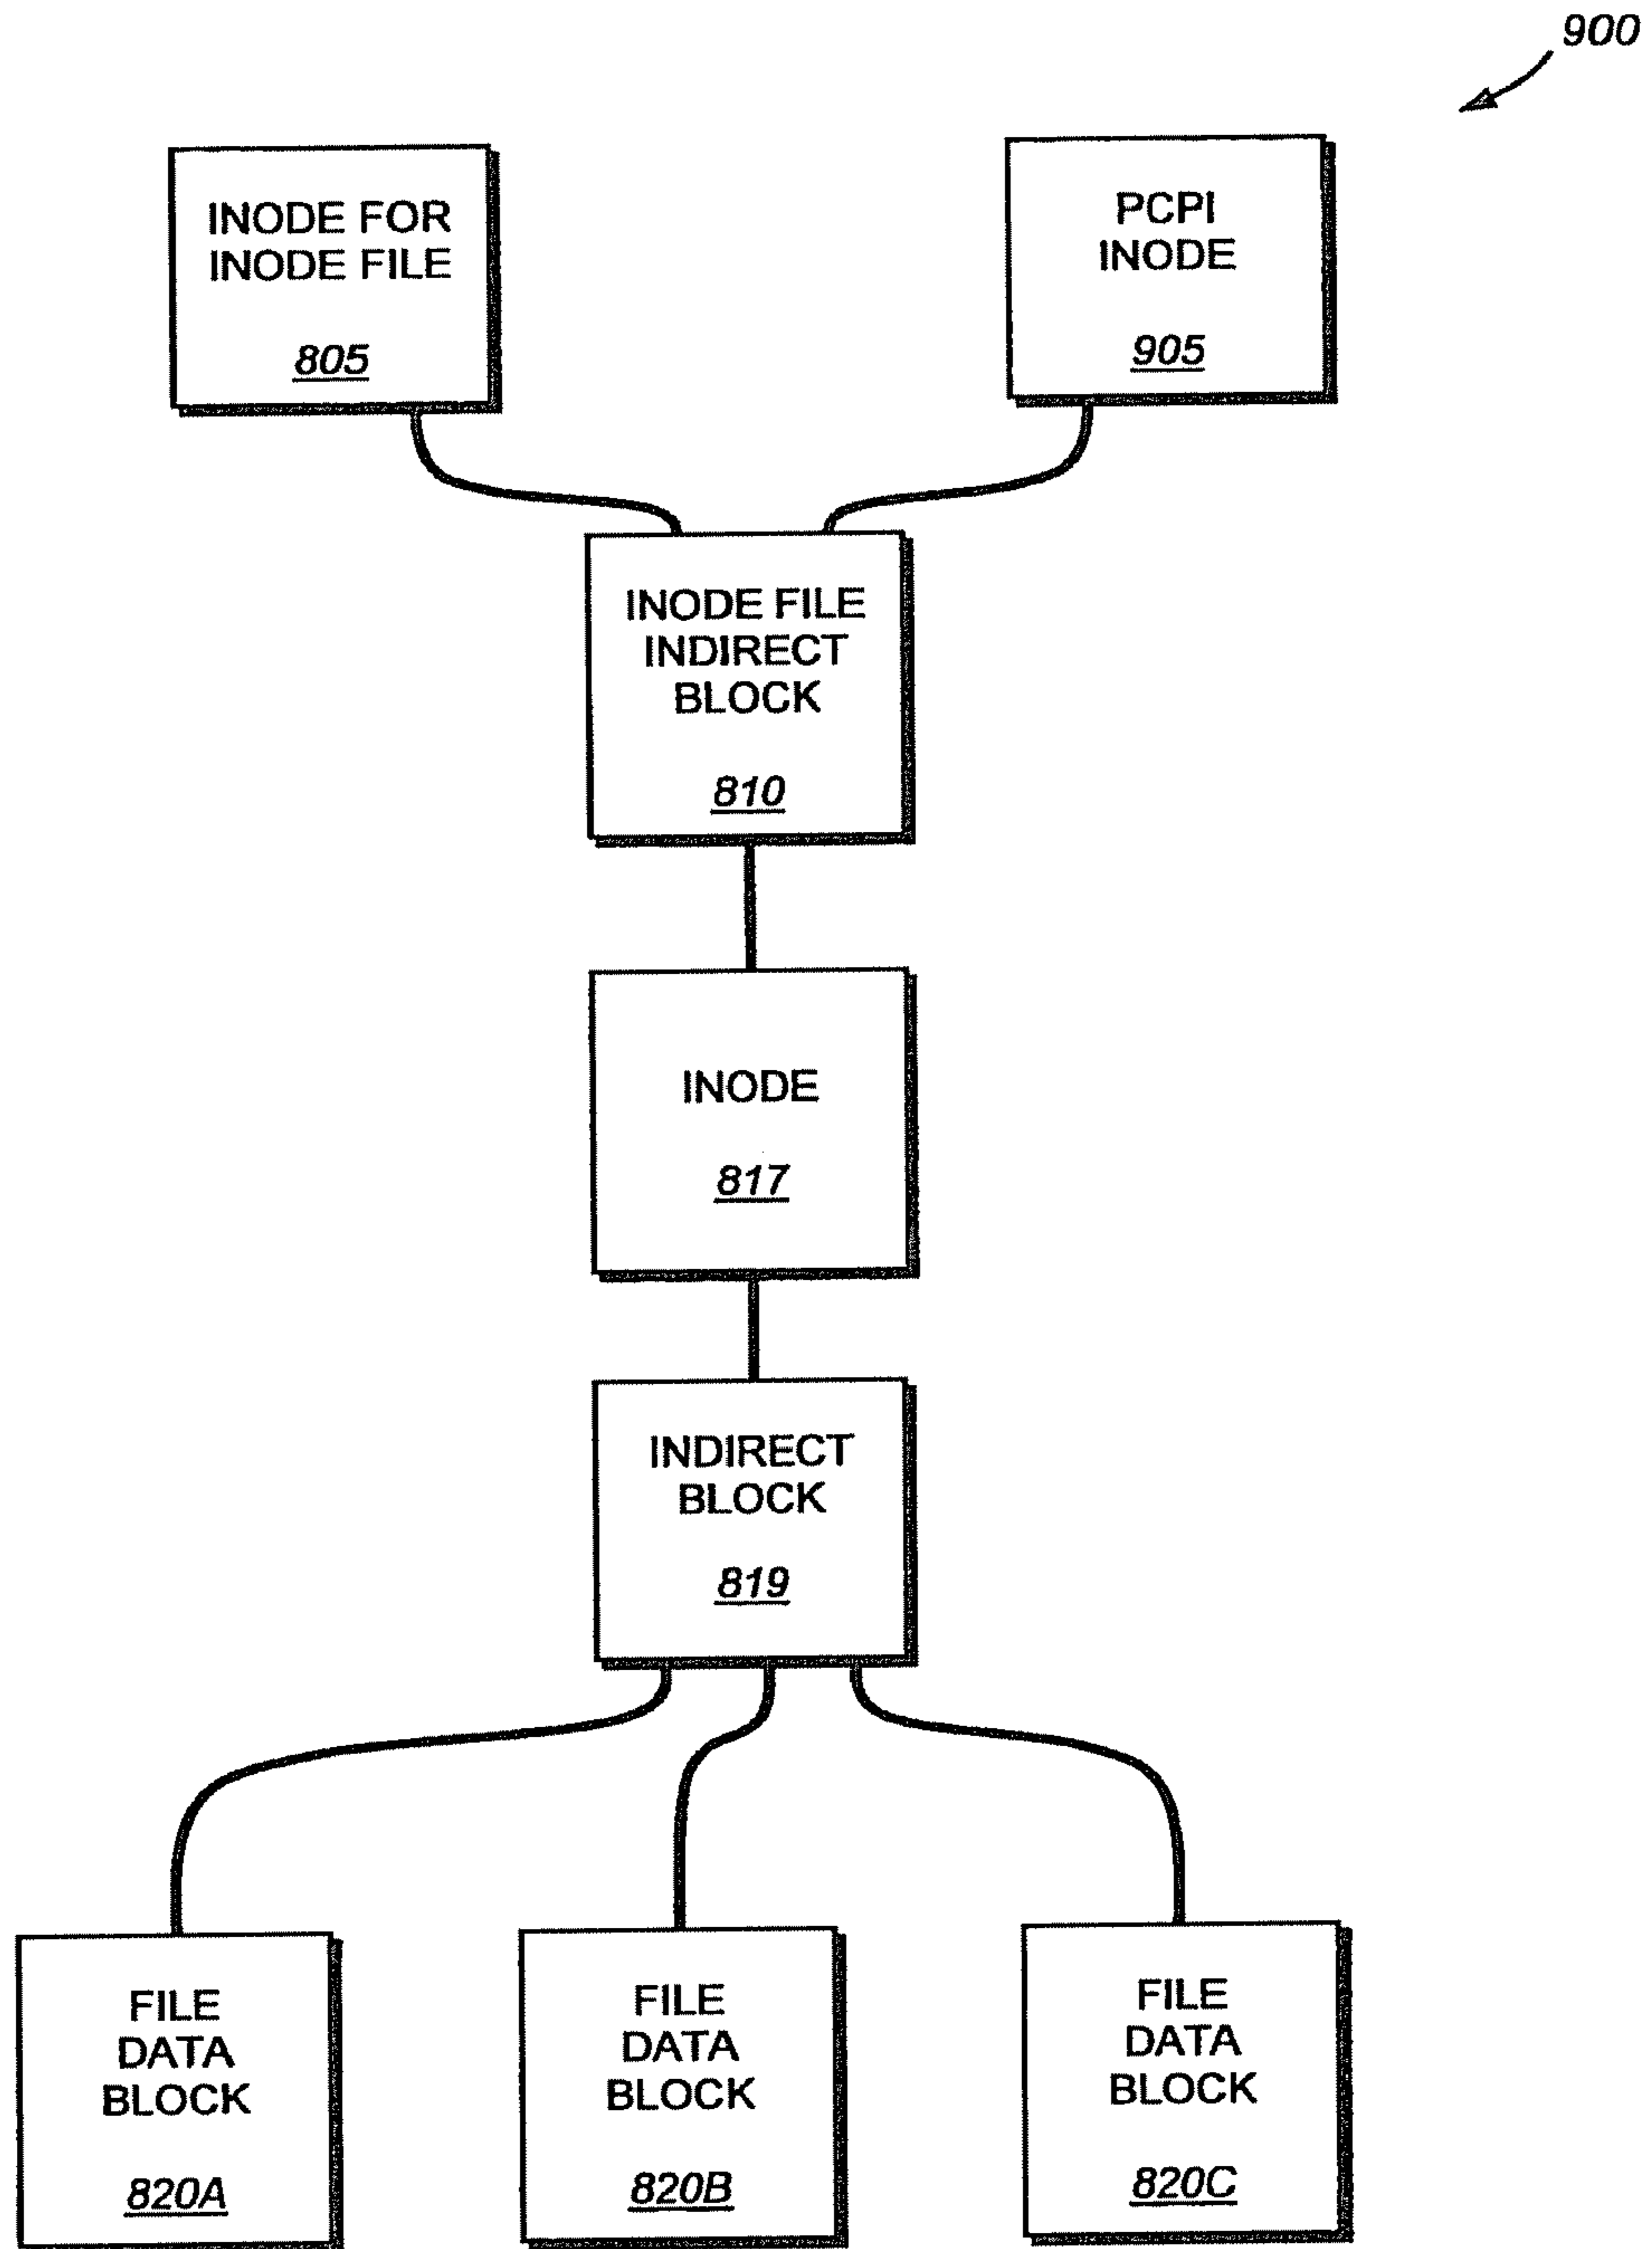 900
INODE FOR
INODE FILE
805
PCPI
INODE
905
INODE FILE
INDIRECT
BLOCK
810
INODE
817
INDIRECT
BLOCK
819
FILE
DATA
BLOCK
820A
FILE
DATA
BLOCK
820B
FILE
DATA
BLOCK
820C